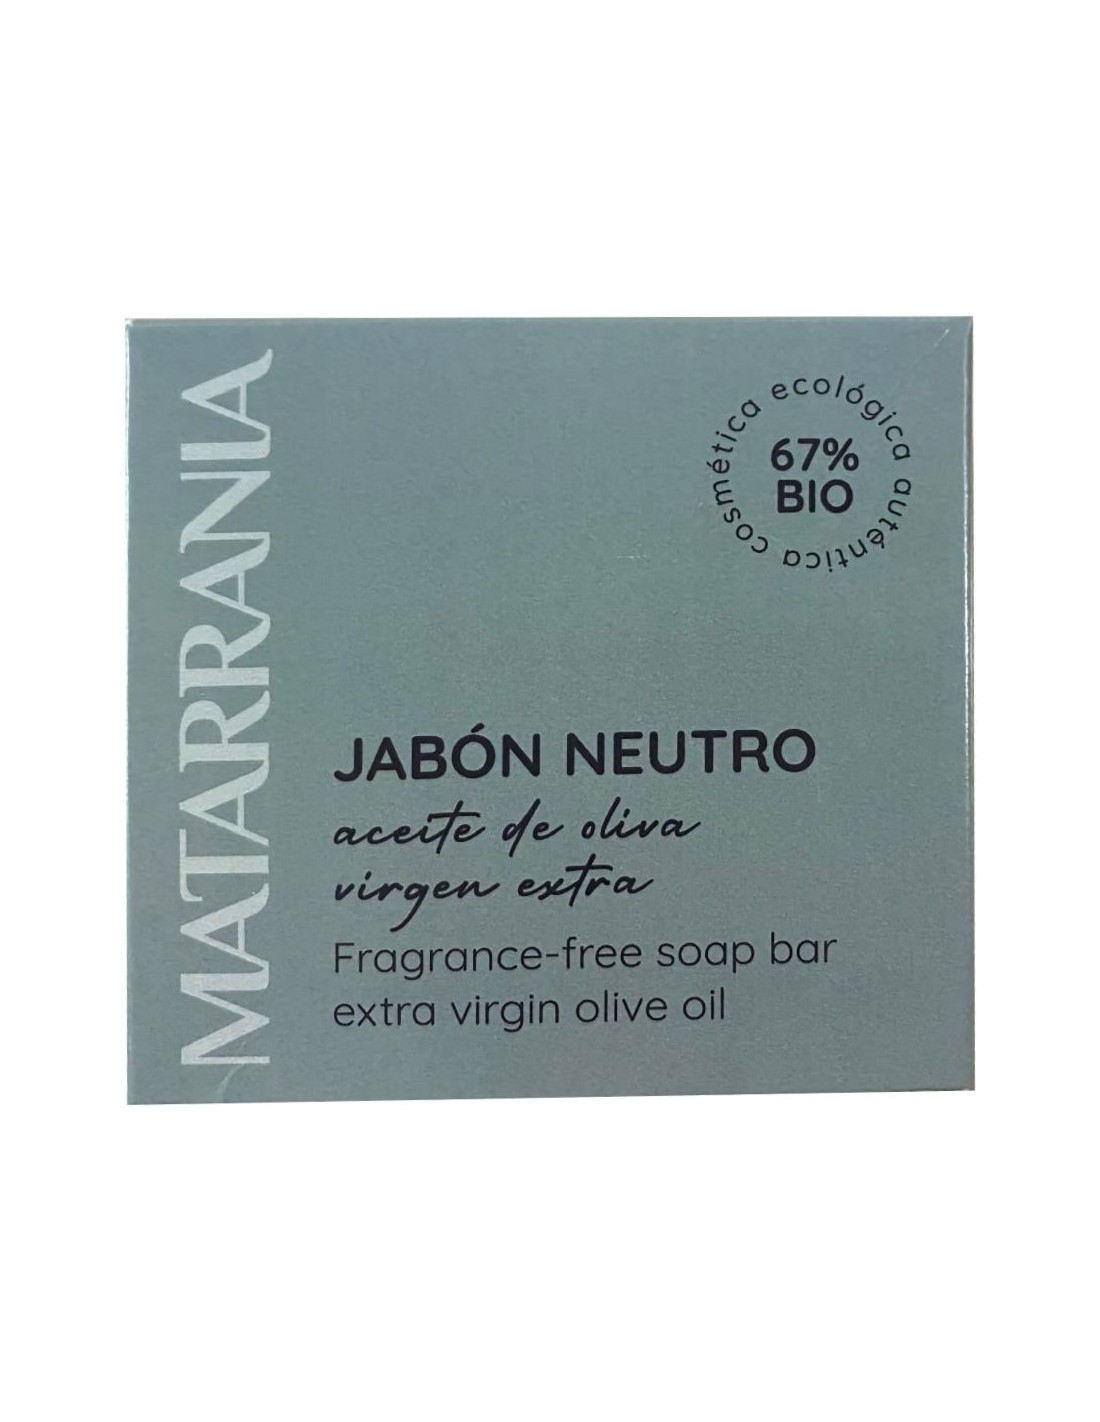 MATARRANIA
cosmética ecológica auténtica
67%
BIO
JABÓN NEUTRO
aceite de oliva
virgen extra
Fragrance-free soap bar
extra virgin olive oil